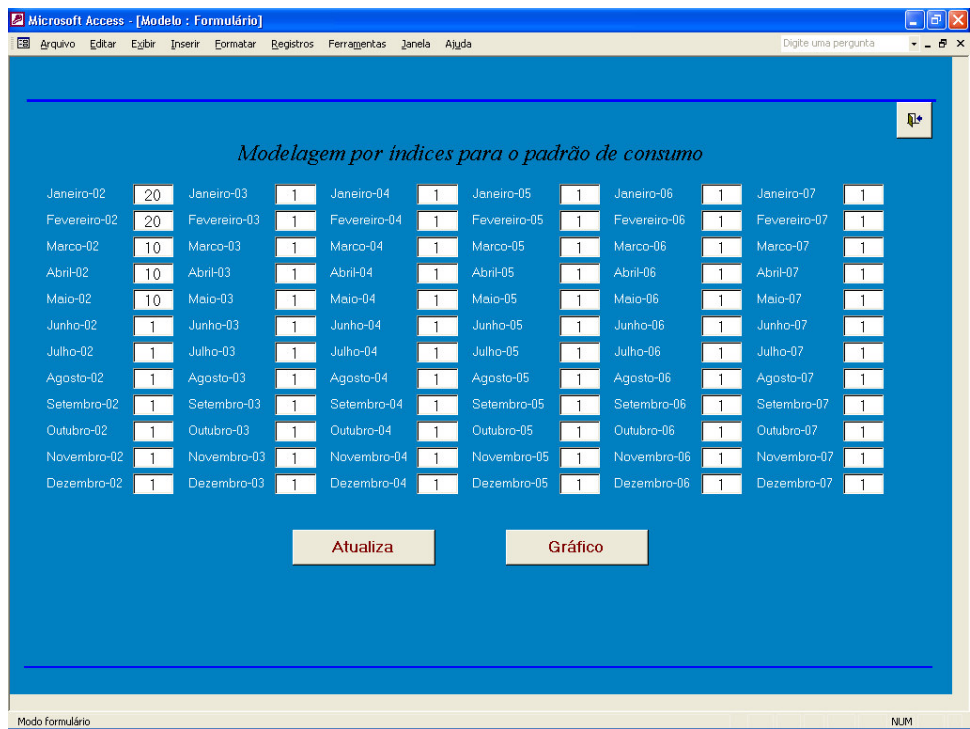 Microsoft Access - [Modelo : Formulário]
Arquivo Editar Exibir Inserir Formatar Registros Ferramentas Janela Ajuda Digite uma pergunta
Modelagem por índices para o padrão de consumo
Janeiro-02 20 Janeiro-03 1 Janeiro-04 1 Janeiro-05 1 Janeiro-06 1 Janeiro-07 1
Fevereiro-02 20 Fevereiro-03 1 Fevereiro-04 1 Fevereiro-05 1 Fevereiro-06 1 Fevereiro-07 1
Marco-02 10 Marco-03 1 Marco-04 1 Marco-05 1 Marco-06 1 Marco-07 1
Abril-02 10 Abril-03 1 Abril-04 1 Abril-05 1 Abril-06 1 Abril-07 1
Maio-02 10 Maio-03 1 Maio-04 1 Maio-05 1 Maio-06 1 Maio-07 1
Junho-02 1 Junho-03 1 Junho-04 1 Junho-05 1 Junho-06 1 Junho-07 1
Julho-02 1 Julho-03 1 Julho-04 1 Julho-05 1 Julho-06 1 Julho-07 1
Agosto-02 1 Agosto-03 1 Agosto-04 1 Agosto-05 1 Agosto-06 1 Agosto-07 1
Setembro-02 1 Setembro-03 1 Setembro-04 1 Setembro-05 1 Setembro-06 1 Setembro-07 1
Outubro-02 1 Outubro-03 1 Outubro-04 1 Outubro-05 1 Outubro-06 1 Outubro-07 1
Novembro-02 1 Novembro-03 1 Novembro-04 1 Novembro-05 1 Novembro-06 1 Novembro-07 1
Dezembro-02 1 Dezembro-03 1 Dezembro-04 1 Dezembro-05 1 Dezembro-06 1 Dezembro-07 1
Atualiza Gráfico
Modo formulário NUM